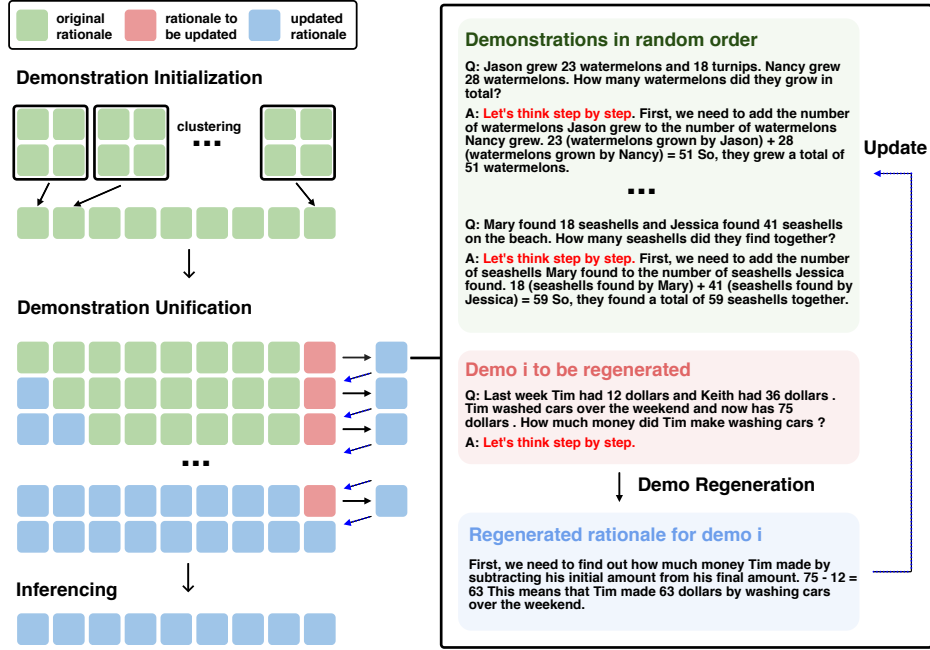 original
rationale
rationale to
be updated
updated
rationale
Demonstration Initialization
clustering
...
Demonstration Unification
...
Inferencing
Demonstrations in random order
Q: Jason grew 23 watermelons and 18 turnips. Nancy grew
28 watermelons. How many watermelons did they grow in
total?
A: Let's think step by step. First, we need to add the number
of watermelons Jason grew to the number of watermelons
Nancy grew. 23 (watermelons grown by Jason) + 28
(watermelons grown by Nancy) = 51 So, they grew a total of
51 watermelons.
...
Q: Mary found 18 seashells and Jessica found 41 seashells
on the beach. How many seashells did they find together?
A: Let's think step by step. First, we need to add the number
of seashells Mary found to the number of seashells Jessica
found. 18 (seashells found by Mary) + 41 (seashells found by
Jessica) = 59 So, they found a total of 59 seashells together.
Update
Demo i to be regenerated
Q: Last week Tim had 12 dollars and Keith had 36 dollars .
Tim washed cars over the weekend and now has 75
dollars . How much money did Tim make washing cars ?
A: Let's think step by step.
Demo Regeneration
Regenerated rationale for demo i
First, we need to find out how much money Tim made by
subtracting his initial amount from his final amount. 75 - 12 =
63 This means that Tim made 63 dollars by washing cars
over the weekend.